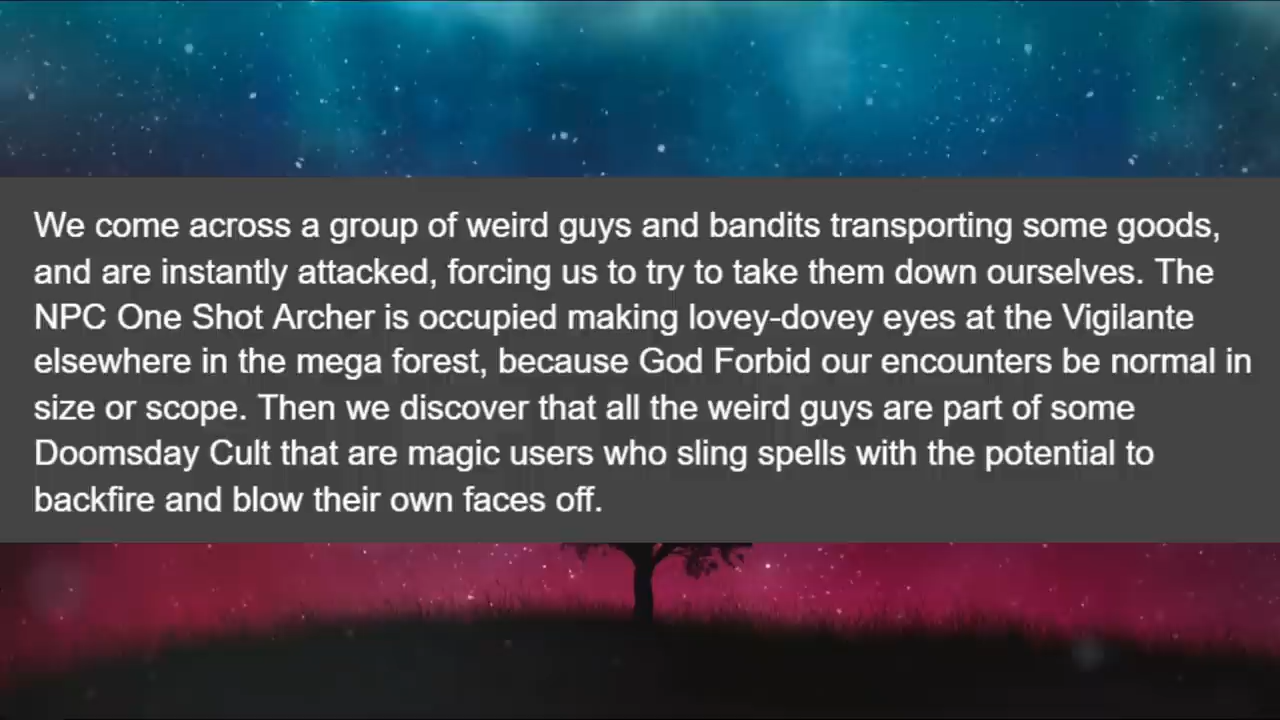 We come across a group of weird guys and bandits transporting some goods,
and are instantly attacked, forcing us to try to take them down ourselves. The
NPC One Shot Archer is occupied making lovey-dovey eyes at the Vigilante
elsewhere in the mega forest, because God Forbid our encounters be normal in
size or scope. Then we discover that all the weird guys are part of some
Doomsday Cult that are magic users who sling spells with the potential to
backfire and blow their own faces off.